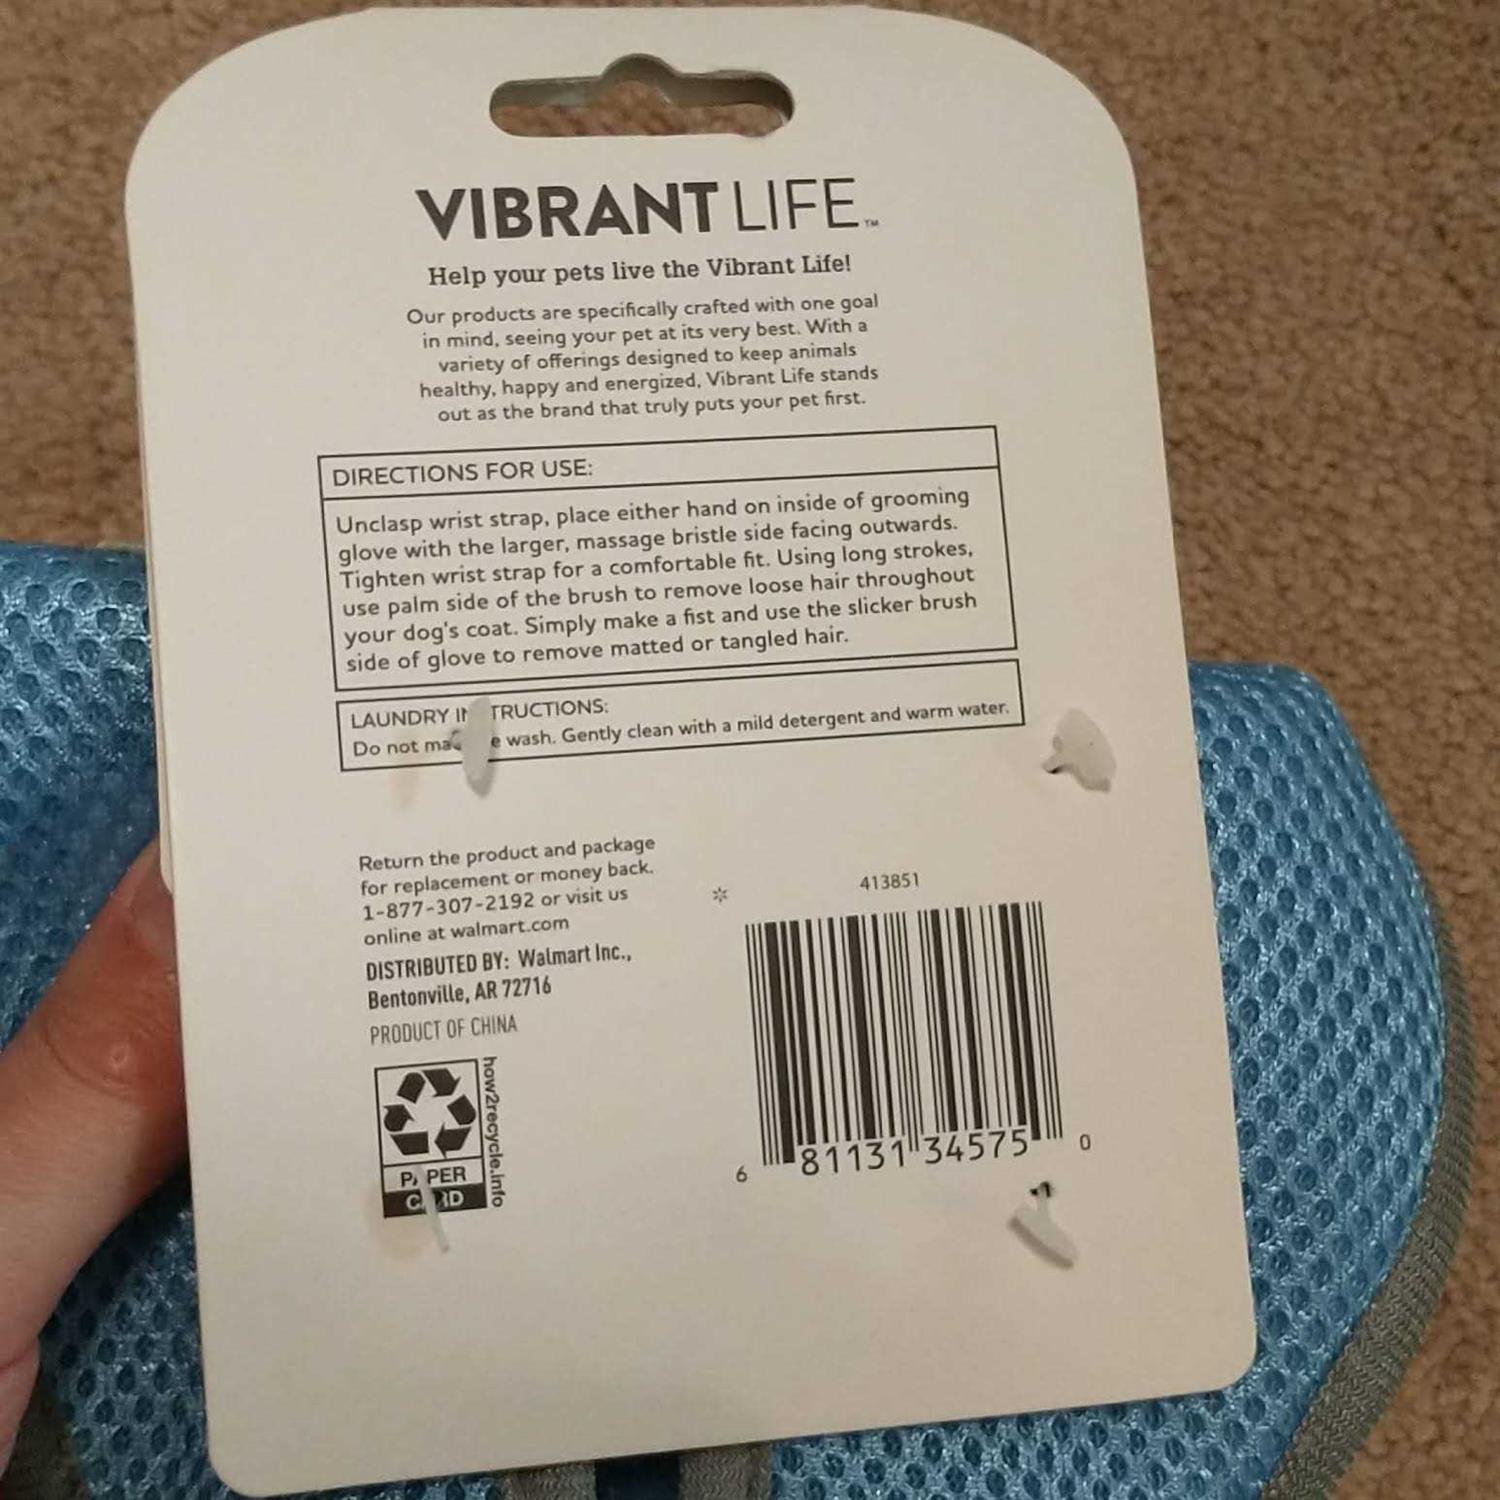 VIBRANT LIFE™
Help your pets live the Vibrant Life!
Our products are specifically crafted with one goal
in mind, seeing your pet at its very best. With a
variety of offerings designed to keep animals
healthy, happy and energized, Vibrant Life stands
out as the brand that truly puts your pet first.
DIRECTIONS FOR USE:
Unclasp wrist strap, place either hand on inside of grooming
glove with the larger, massage bristle side facing outwards.
Tighten wrist strap for a comfortable fit. Using long strokes,
use palm side of the brush to remove loose hair throughout
your dog's coat. Simply make a fist and use the slicker brush
side of glove to remove matted or tangled hair.
LAUNDRY INSTRUCTIONS:
Do not machine wash. Gently clean with a mild detergent and warm water.
Return the product and package
for replacement or money back.
1-877-307-2192 or visit us
online at walmart.com
DISTRIBUTED BY: Walmart Inc.,
Bentonville, AR 72716
PRODUCT OF CHINA
how2recycle.info
PAPER
CARD
413851
6 81131 34575 0